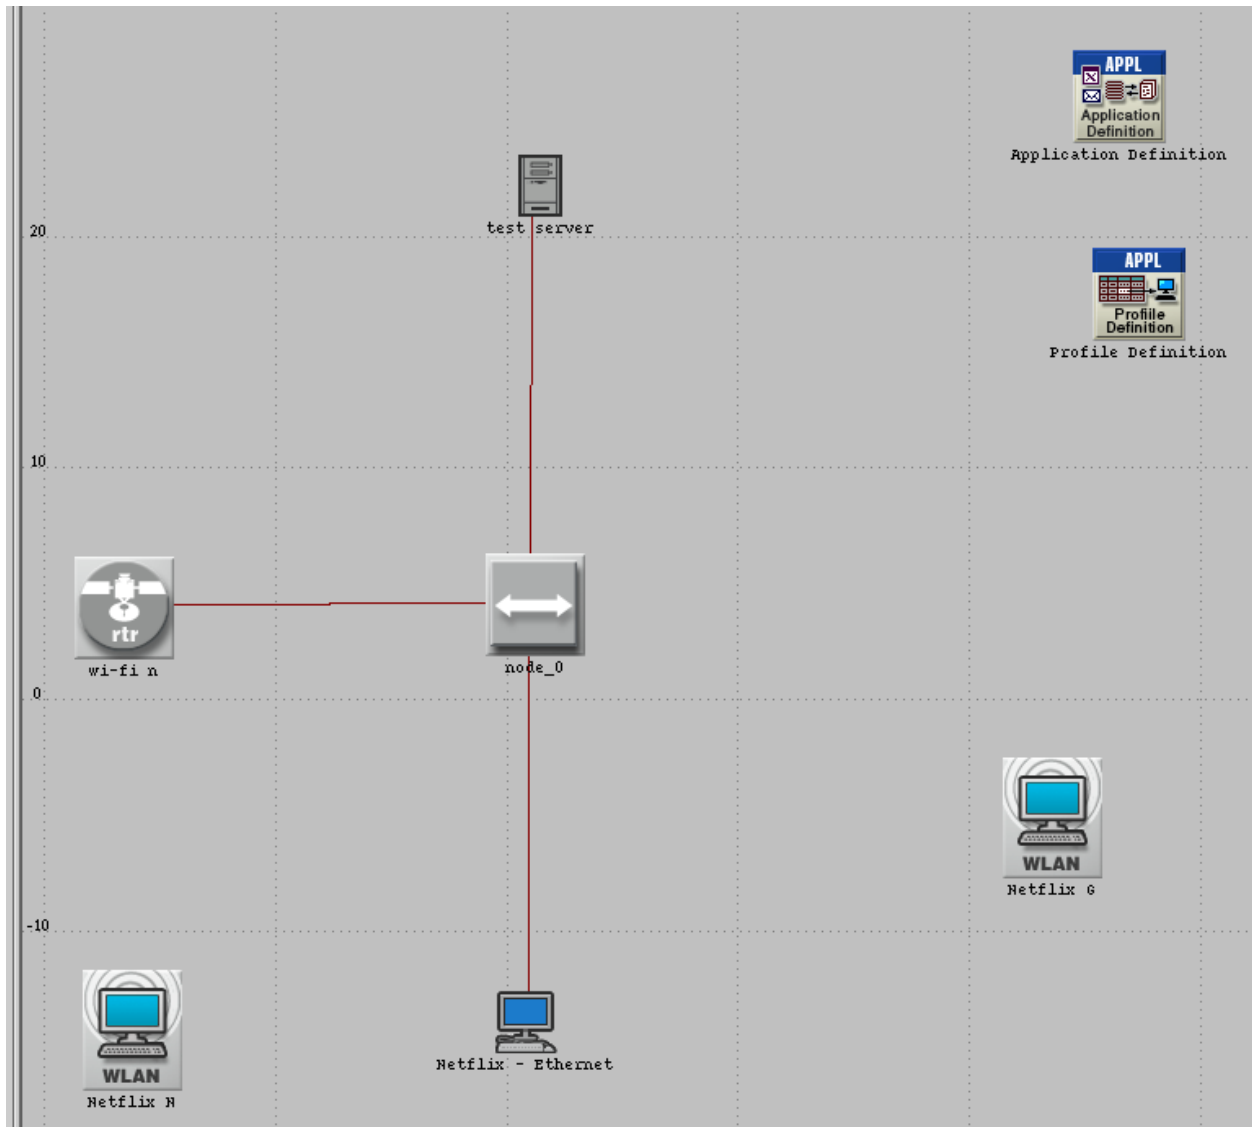 APPL
Application
Definition
Application Definition
test server
20
APPL
Profiile
Definition
Profile Definition
10
rtr
wi-fi n
node_0
0
WLAN
Netflix G
-10
WLAN
Netflix N
Netflix - Ethernet